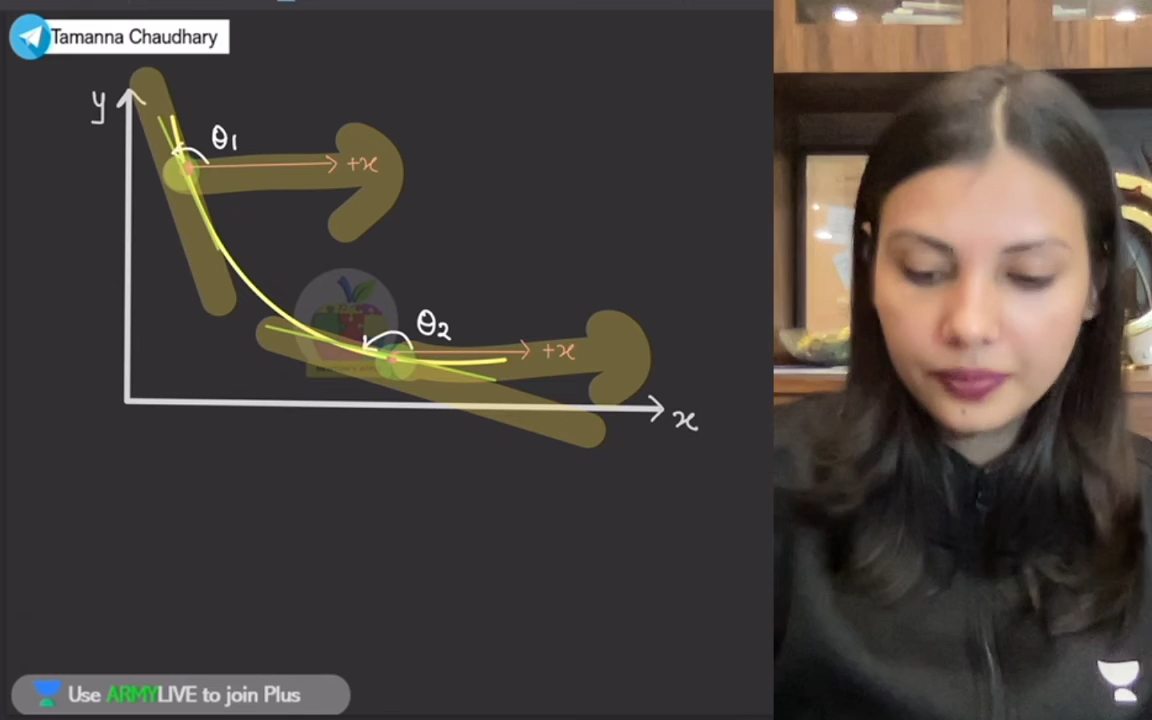 Tamanna Chaudhary
y
θ1
+x
θ2
+x
x
Use ARMYLIVE to join Plus